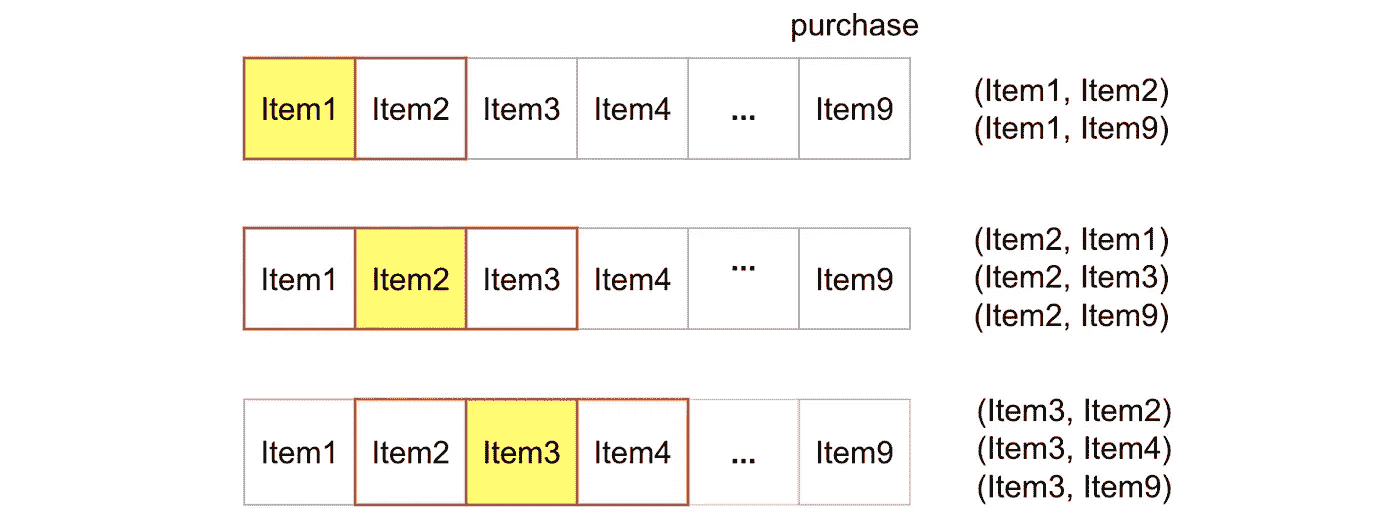 purchase
Item1 Item2 Item3 Item4 ... Item9
(Item1, Item2)
(Item1, Item9)
Item1 Item2 Item3 Item4 ... Item9
(Item2, Item1)
(Item2, Item3)
(Item2, Item9)
Item1 Item2 Item3 Item4 ... Item9
(Item3, Item2)
(Item3, Item4)
(Item3, Item9)